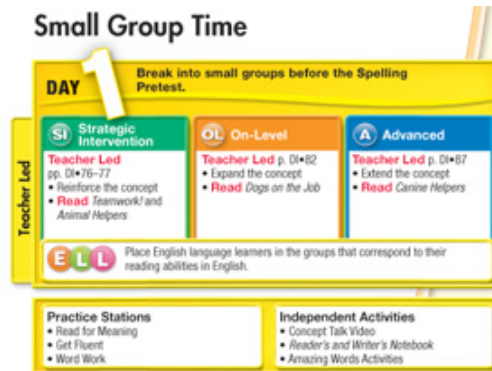 Small Group Time
DAY 1
Break into small groups before the Spelling
Pretest.
Teacher Led
SI Strategic
Intervention
Teacher Led
pp. DI•76–77
• Reinforce the concept
• Read Teamwork! and
Animal Helpers
OL On-Level
Teacher Led p. DI•82
• Expand the concept
• Read Dogs on the Job
A Advanced
Teacher Led p. DI•87
• Extend the concept
• Read Canine Helpers
ELL
Place English language learners in the groups that correspond to their
reading abilities in English.
Practice Stations
• Read for Meaning
• Get Fluent
• Word Work
Independent Activities
• Concept Talk Video
• Reader's and Writer's Notebook
• Amazing Words Activities